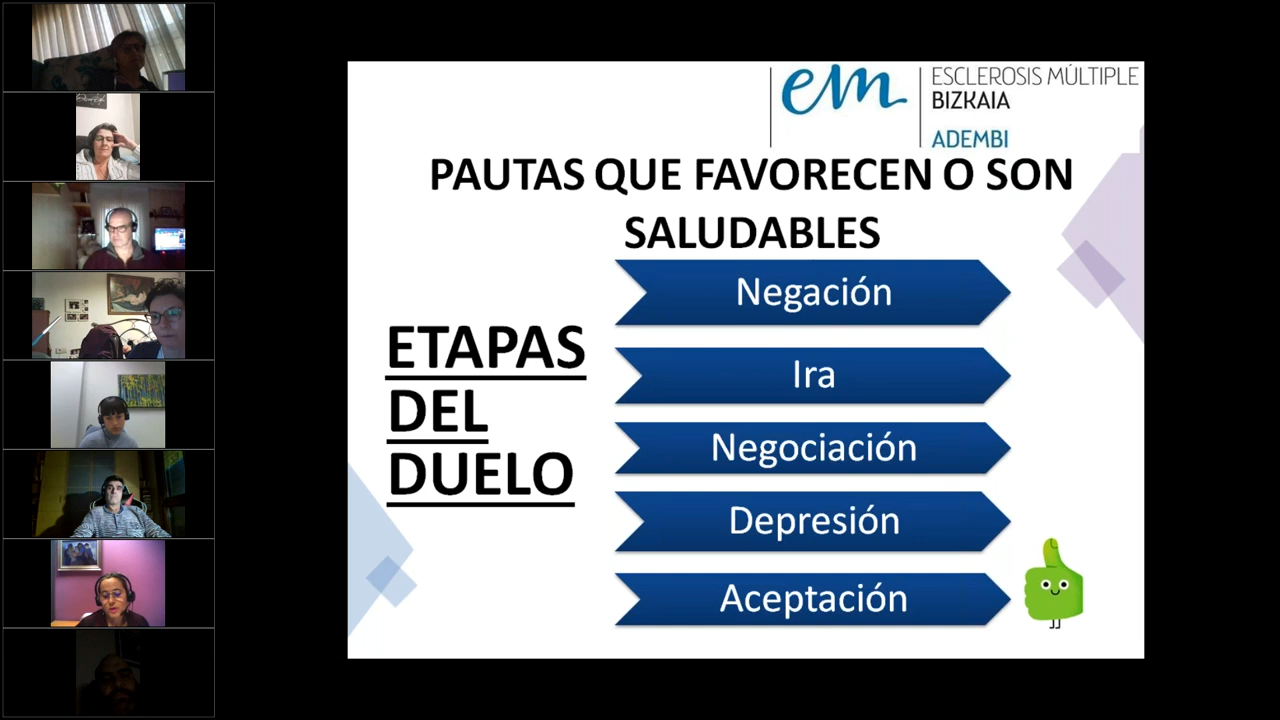 em
ESCLEROSIS MÚLTIPLE
BIZKAIA
ADEMBI
PAUTAS QUE FAVORECEN O SON
SALUDABLES
ETAPAS
DEL
DUELO
Negación
Ira
Negociación
Depresión
Aceptación